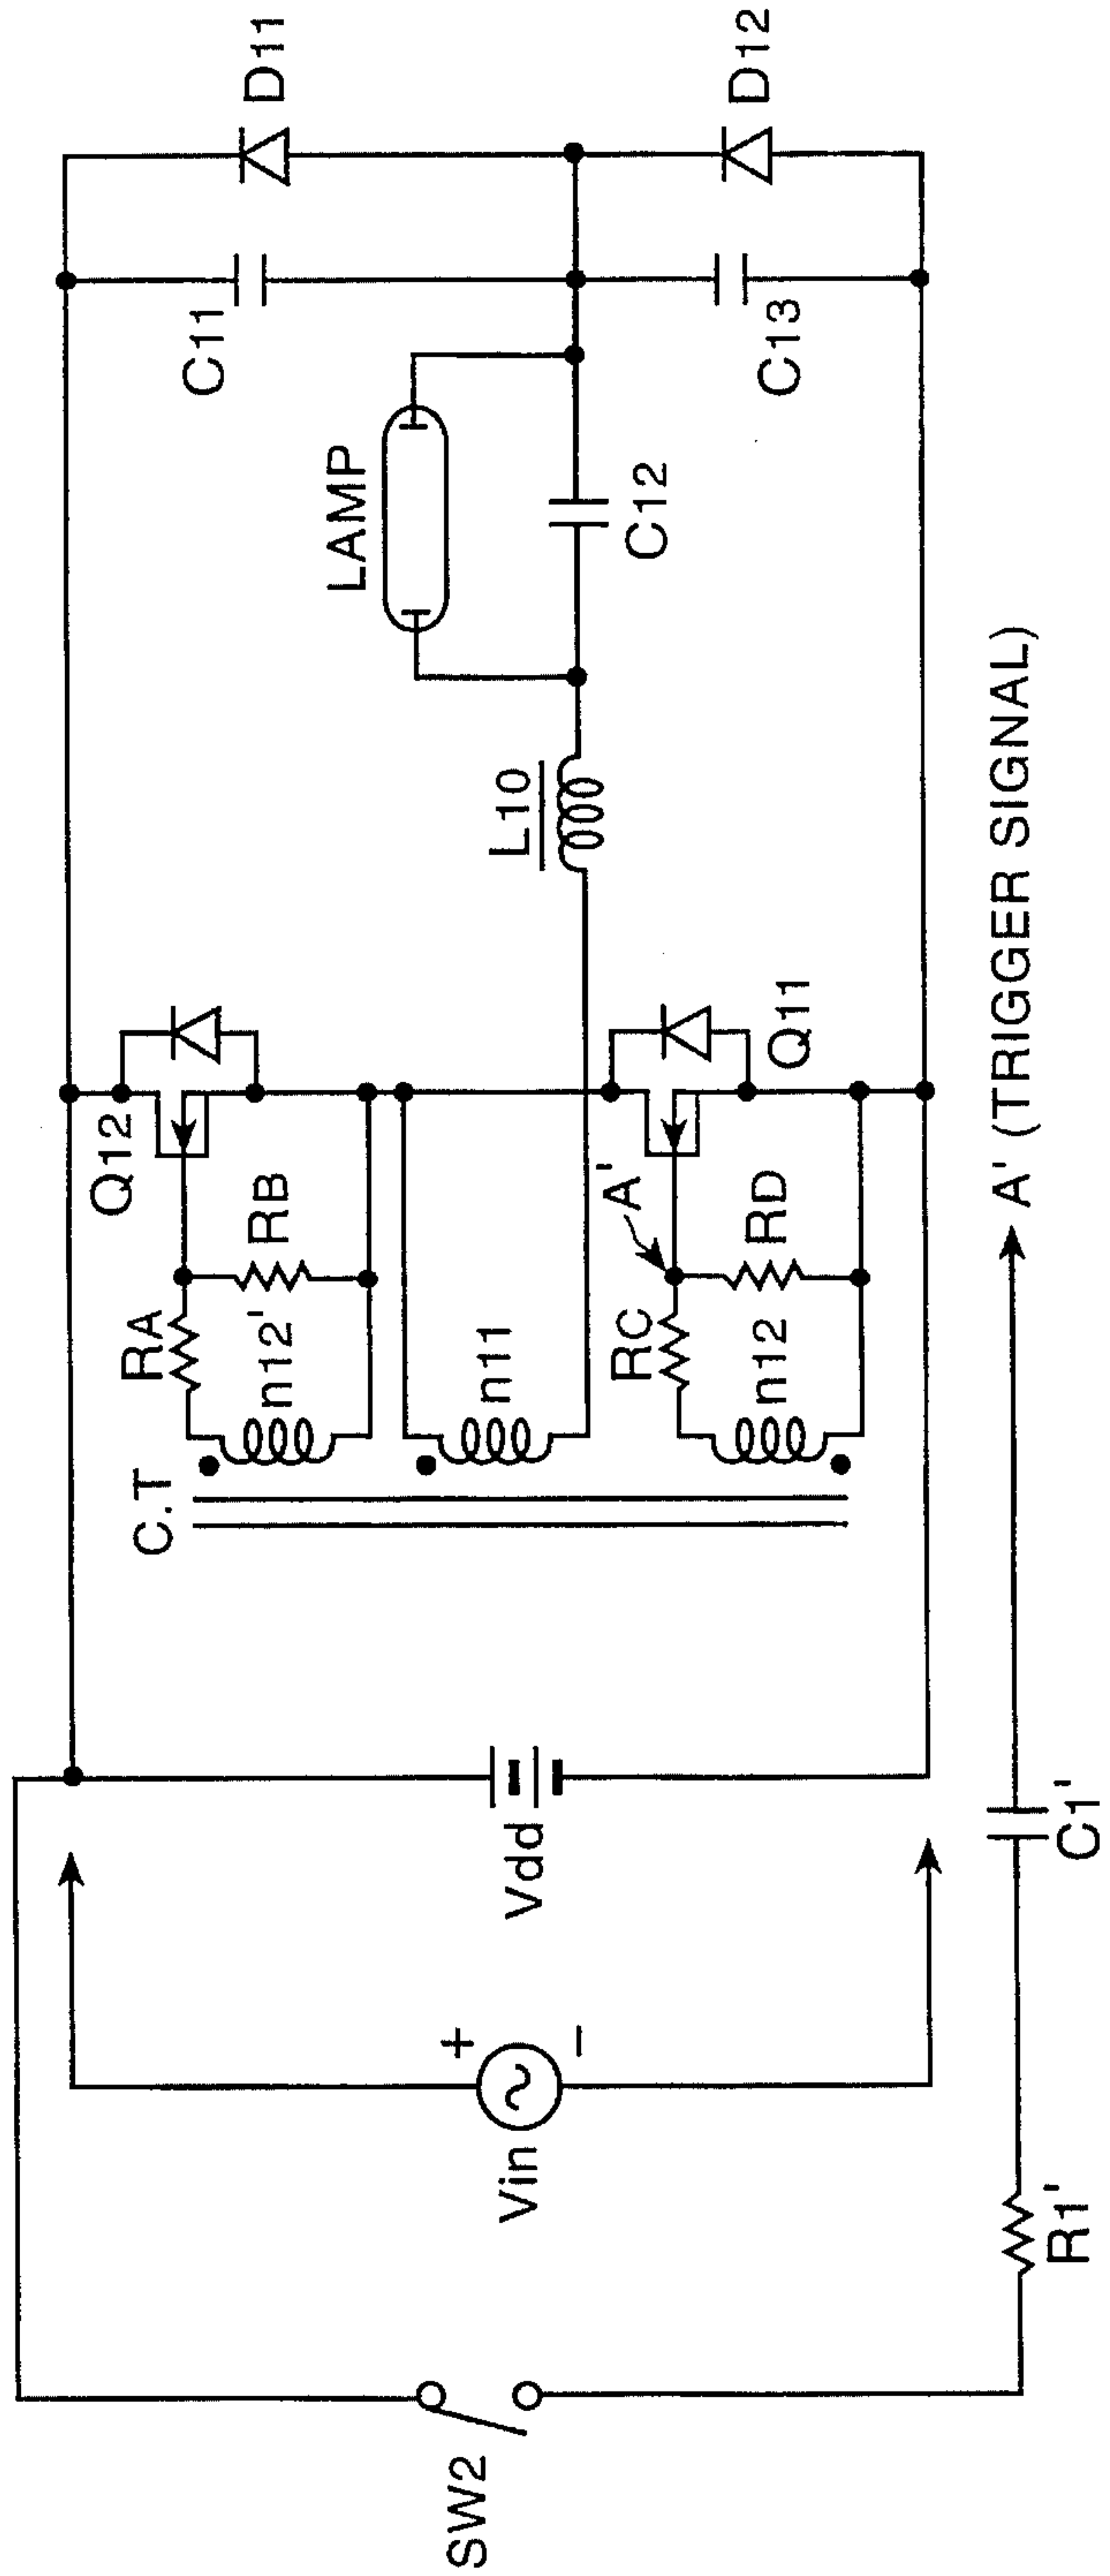 SW2
Vin
+
−
R1'
Vdd
C1'
A' (TRIGGER SIGNAL)
C.T
n12'
n11
n12
RA
RB
RC
RD
A'
Q12
Q11
L10
LAMP
C12
C11
C13
D11
D12